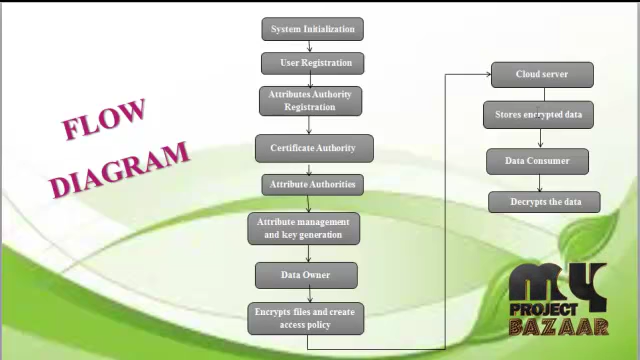 FLOW
DIAGRAM
System Initialization
User Registration
Attributes Authority
Registration
Certificate Authority
Attribute Authorities
Attribute management
and key generation
Data Owner
Encrypts files and create
access policy
Cloud server
Stores encrypted data
Data Consumer
Decrypts the data
MY
PROJECT
BAZAAR